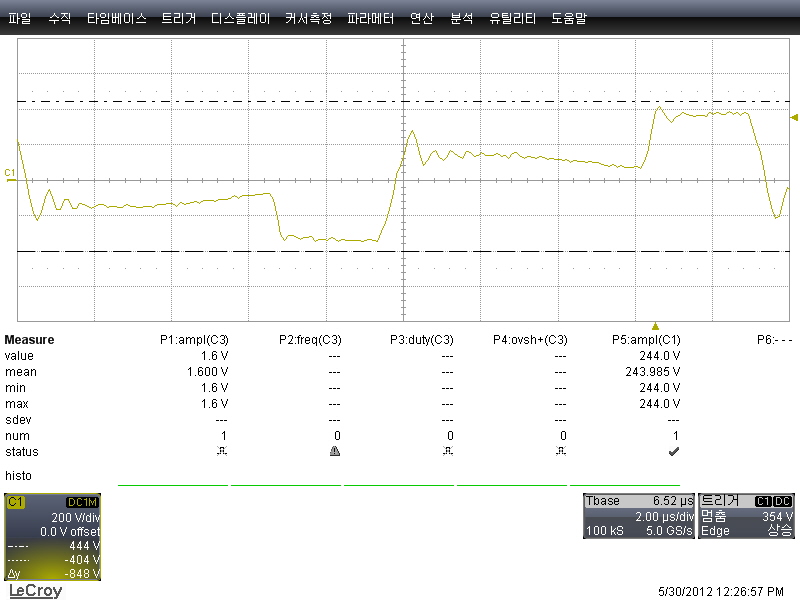 파일 수직 타임베이스 트리거 디스플레이 커서측정 파라메터 연산 분석 유틸리티 도움말
C1
Measure P1:ampl(C3) P2:freq(C3) P3:duty(C3) P4:ovsh+(C3) P5:ampl(C1) P6:- - -
value 1.6 V --- --- --- 244.0 V
mean 1.600 V --- --- --- 243.985 V
min 1.6 V --- --- --- 244.0 V
max 1.6 V --- --- --- 244.0 V
sdev --- --- --- --- ---
num 1 0 0 0 1
status
histo
C1 DC1M
200 V/div
0.0 V offset
444 V
-404 V
Δy -848 V
Tbase 6.52 µs
2.00 µs/div
100 kS 5.0 GS/s
트리거 C1 DC
멈춤 354 V
Edge 상승
LeCroy
5/30/2012 12:26:57 PM